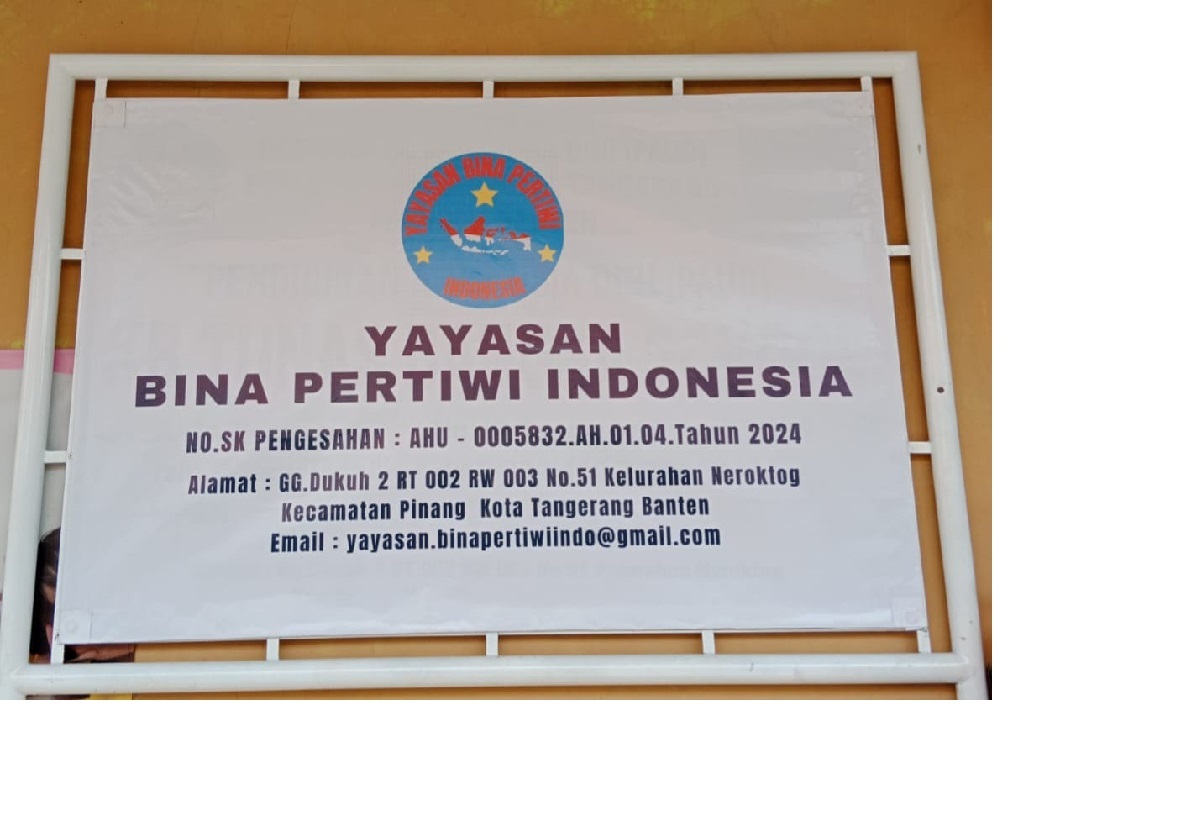 YAYASAN BINA PERTIWI
INDONESIA
YAYASAN
BINA PERTIWI INDONESIA
NO.SK PENGESAHAN : AHU - 0005832.AH.01.04.Tahun 2024
Alamat : GG.Dukuh 2 RT 002 RW 003 No.51 Kelurahan Neroktog
Kecamatan Pinang Kota Tangerang Banten
Email : yayasan.binapertiwiindo@gmail.com